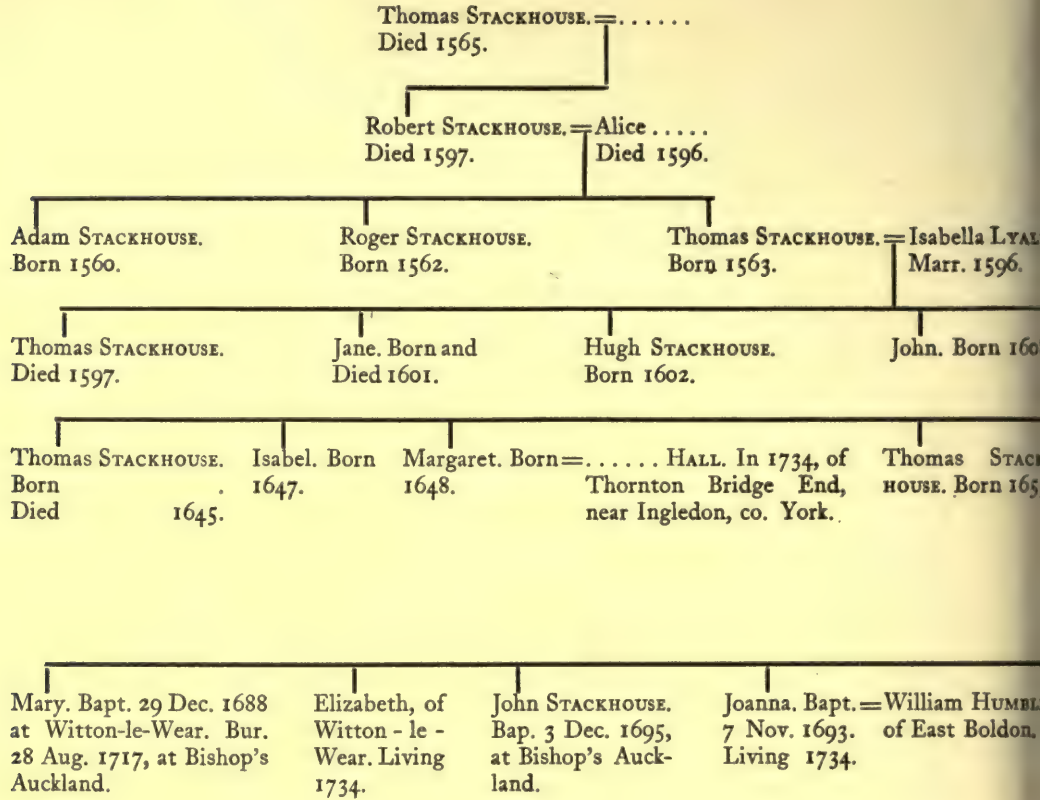 Thomas STACKHOUSE.=......
Died 1565.
Robert STACKHOUSE.=Alice .....
Died 1597.
Died 1596.
Adam STACKHOUSE.
Born 1560.
Roger STACKHOUSE.
Born 1562.
Thomas STACKHOUSE.=Isabella
Born 1563.
Marr. 1596.
Thomas STACKHOUSE.
Died 1597.
Jane. Born and
Died 1601.
Hugh STACKHOUSE.
Born 1602.
John. Born
Thomas STACKHOUSE.
Born .
Died 1645.
Isabel. Born
1647.
Margaret. Born=...... HALL. In 1734, of
1648.
Thornton Bridge End,
near Ingledon, co. York.
Thomas
HOUSE. Born
Mary. Bapt. 29 Dec. 1688
at Witton-le-Wear. Bur.
28 Aug. 1717, at Bishop's
Auckland.
Elizabeth, of
Witton - le -
Wear. Living
1734.
John STACKHOUSE.
Bap. 3 Dec. 1695,
at Bishop's Auck-
land.
Joanna. Bapt.=William
7 Nov. 1693.
Living 1734.
of East Boldon.